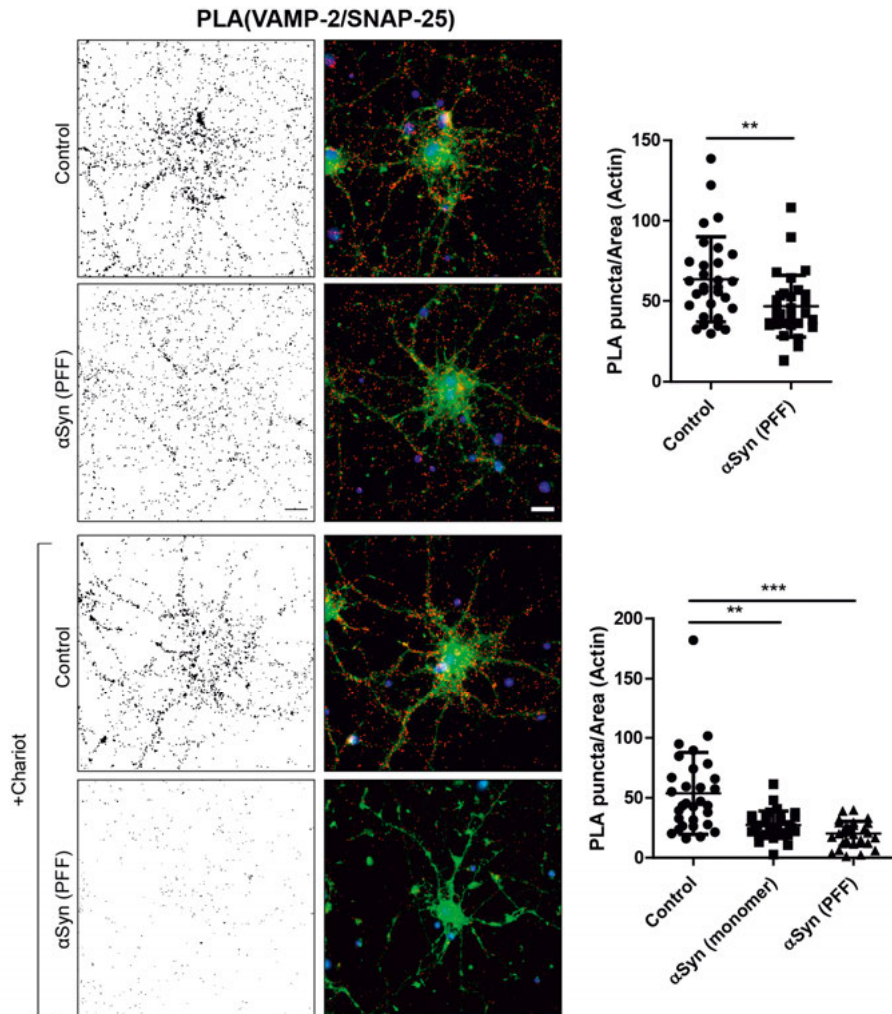 PLA(VAMP-2/SNAP-25)
Control
αSyn (PFF)
+Chariot
Control
αSyn (PFF)
PLA puncta/Area (Actin)
150
100
50
0
**
Control
αSyn (PFF)
PLA puncta/Area (Actin)
200
150
100
50
0
***
**
Control
αSyn (monomer)
αSyn (PFF)